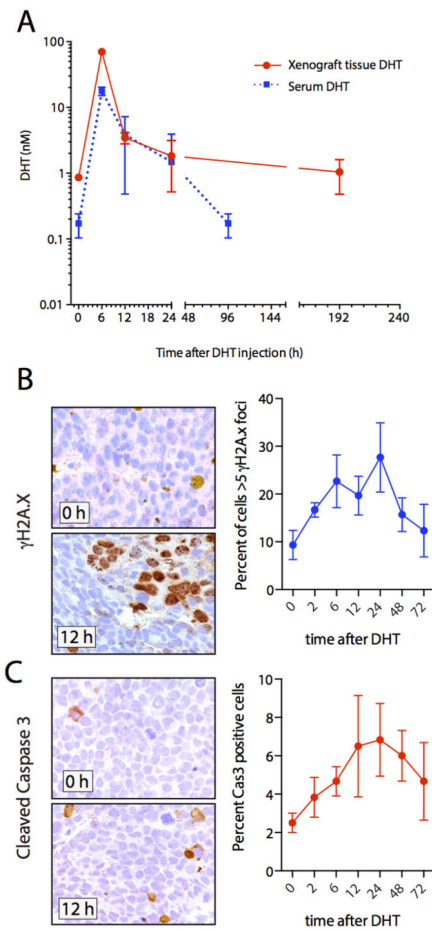 A
Xenograft tissue DHT
Serum DHT
DHT (nM)
100
10
1
0.1
0.01
0 6 12 18 24 48 96 144 192 240
Time after DHT injection (h)
B
γH2A.X
0 h
12 h
Percent of cells >5 γH2A.x foci
40
30
20
10
0
0 2 6 12 24 48 72
time after DHT
C
Cleaved Caspase 3
0 h
12 h
Percent Cas3 positive cells
10
8
6
4
2
0
0 2 6 12 24 48 72
time after DHT